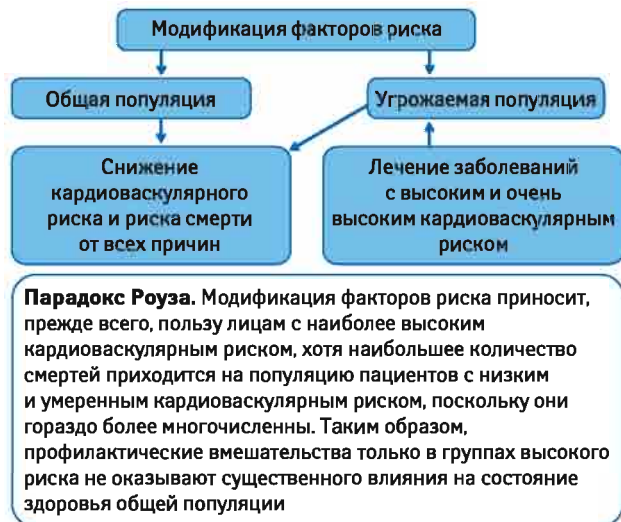 Модификация факторов риска
Общая популяция
Угрожаемая популяция
Снижение
кардиоваскулярного
риска и риска смерти
от всех причин
Лечение заболеваний
с высоким и очень
высоким кардиоваскулярным
риском
Парадокс Роуза. Модификация факторов риска приносит,
прежде всего, пользу лицам с наиболее высоким
кардиоваскулярным риском, хотя наибольшее количество
смертей приходится на популяцию пациентов с низким
и умеренным кардиоваскулярным риском, поскольку они
гораздо более многочисленны. Таким образом,
профилактические вмешательства только в группах высокого
риска не оказывают существенного влияния на состояние
здоровья общей популяции